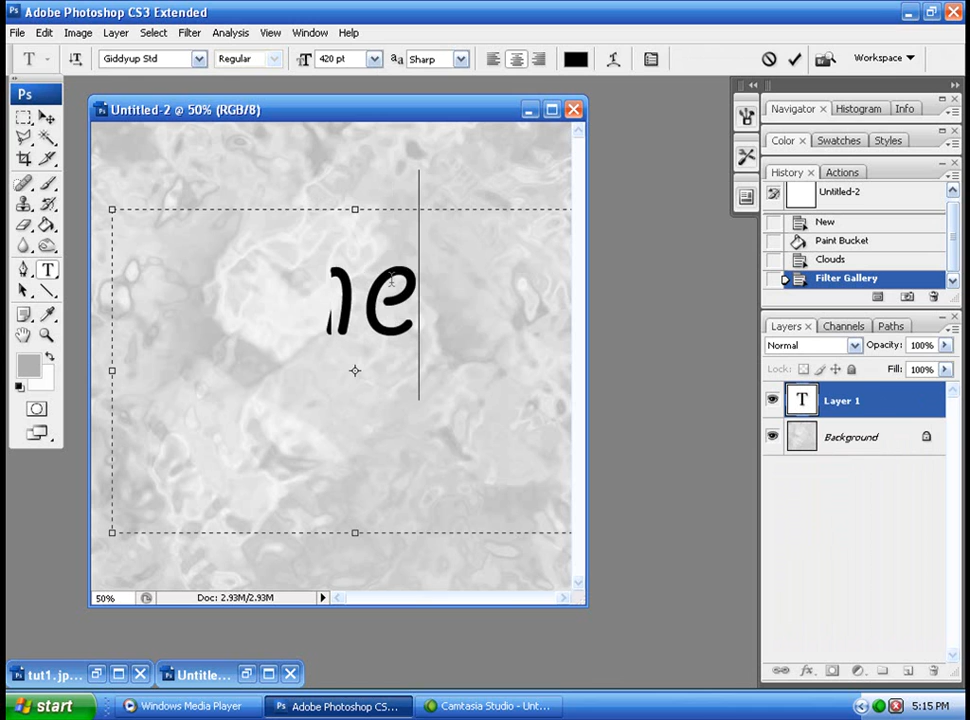 Ps Adobe Photoshop CS3 Extended
File Edit Image Layer Select Filter Analysis View Window Help
T Giddyup Std Regular T 420 pt aa Sharp Workspace
Ps
Untitled-2 @ 50% (RGB/8)
Navigator × Histogram Info
Color × Swatches Styles
History × Actions
Untitled-2
New
Paint Bucket
Clouds
Filter Gallery
Layers × Channels Paths
Normal Opacity: 100%
Lock: Fill: 100%
T Layer 1
Background
T
50% Doc: 2.93M/2.93M
tut1.jp... Untitle...
start Windows Media Player Ps Adobe Photoshop CS... Camtasia Studio - Unt... 5:15 PM